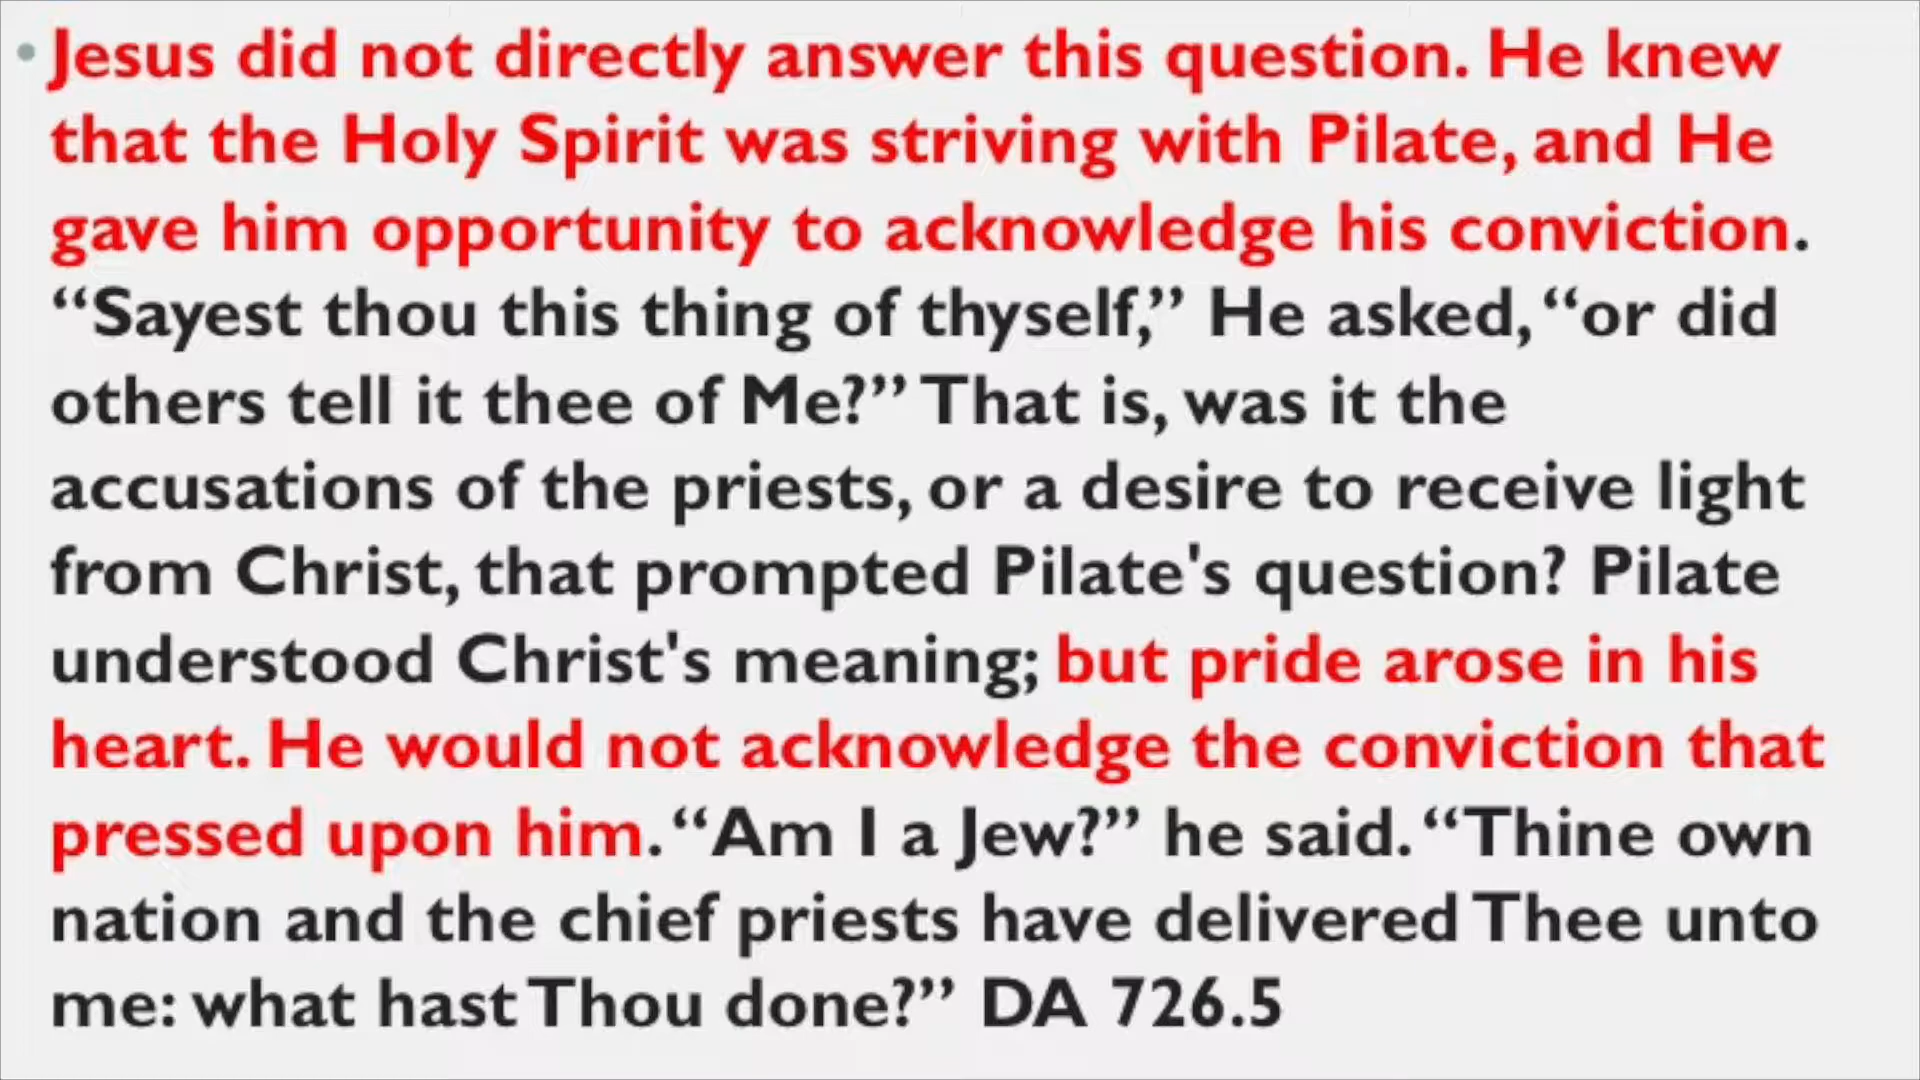 • Jesus did not directly answer this question. He knew
that the Holy Spirit was striving with Pilate, and He
gave him opportunity to acknowledge his conviction.
“Sayest thou this thing of thyself,” He asked, “or did
others tell it thee of Me?” That is, was it the
accusations of the priests, or a desire to receive light
from Christ, that prompted Pilate's question? Pilate
understood Christ's meaning; but pride arose in his
heart. He would not acknowledge the conviction that
pressed upon him. “Am I a Jew?” he said. “Thine own
nation and the chief priests have delivered Thee unto
me: what hast Thou done?” DA 726.5